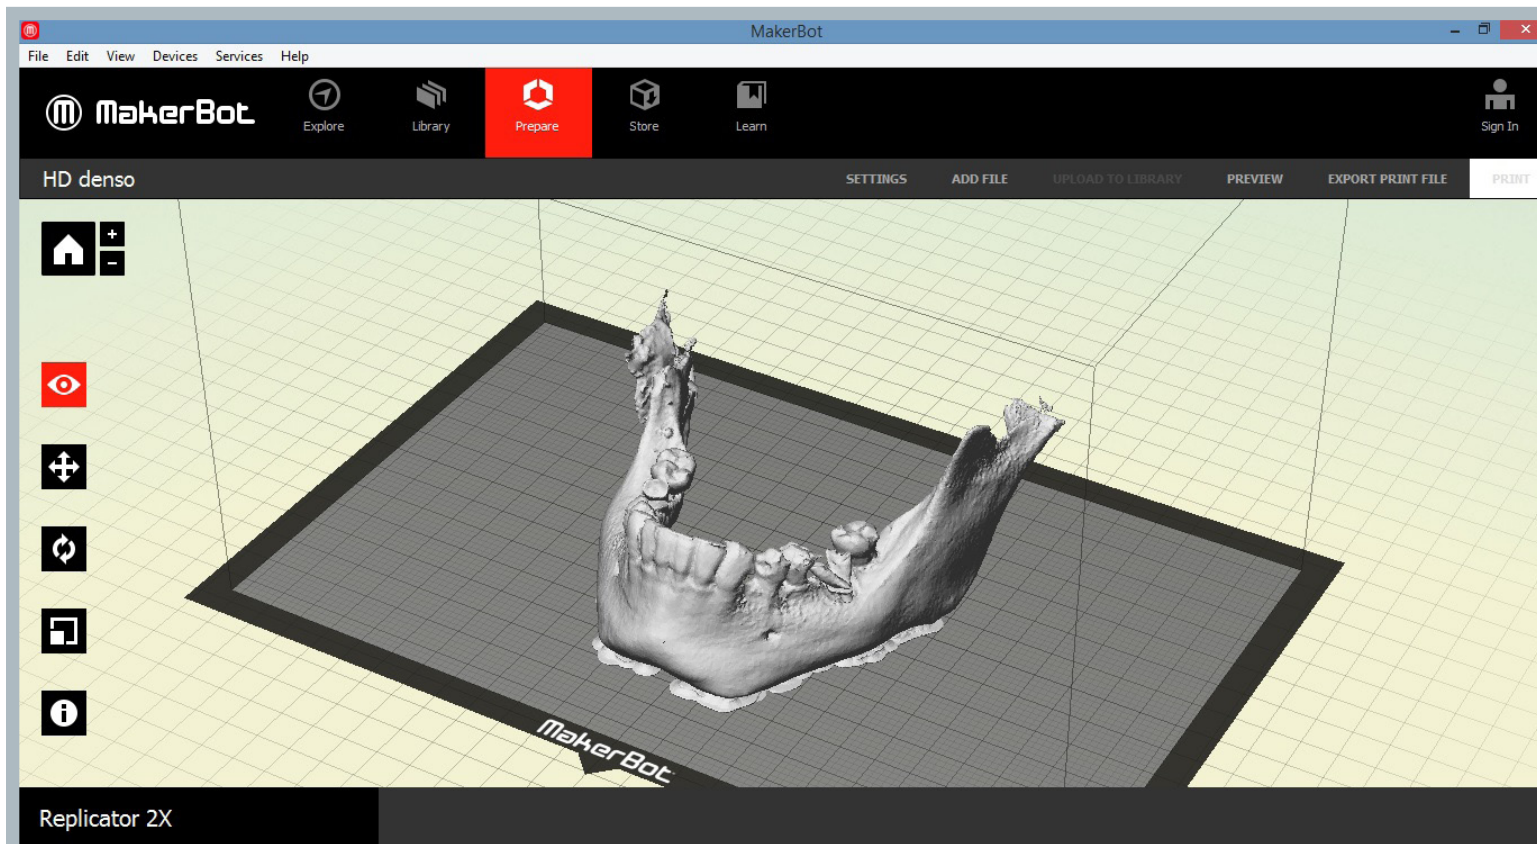 MakerBot
File Edit View Devices Services Help
MakerBot
Explore Library Prepare Store Learn Sign In
HD denso SETTINGS ADD FILE UPLOAD TO LIBRARY PREVIEW EXPORT PRINT FILE PRINT
MakerBot
Replicator 2X